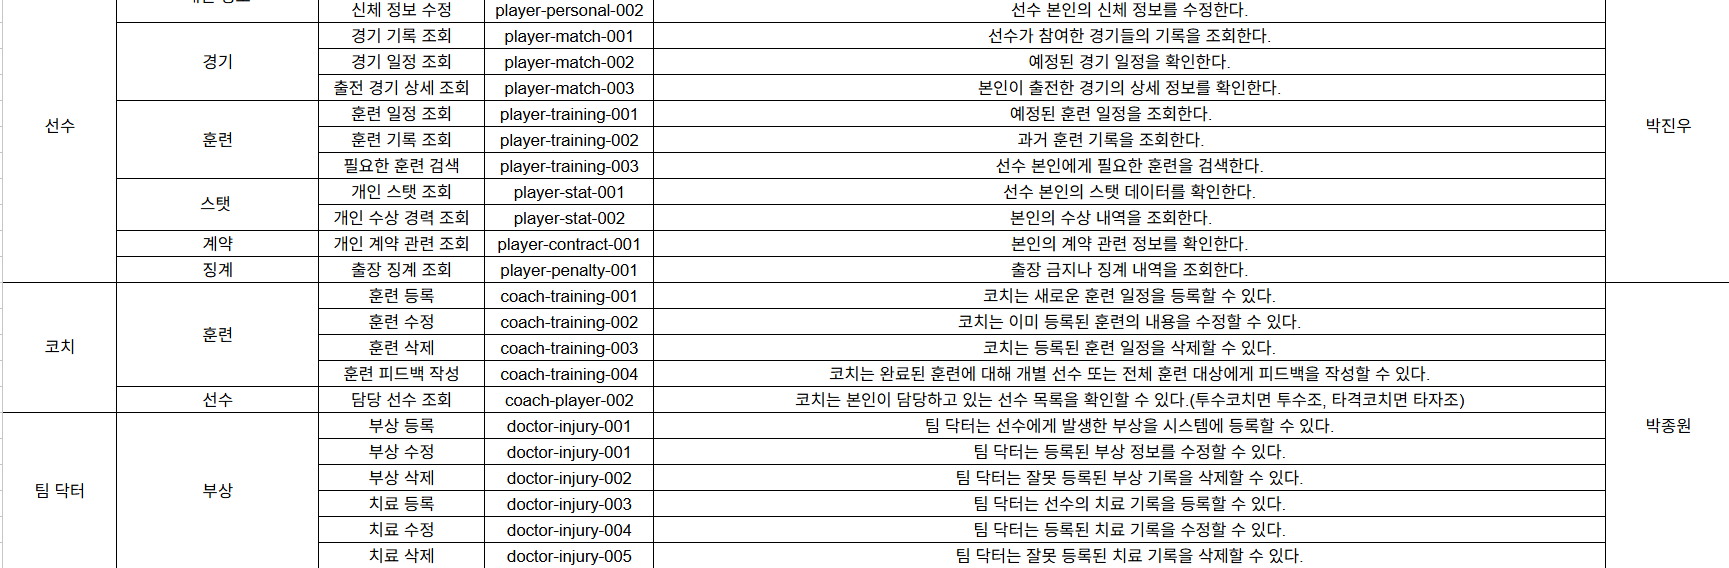 신체 정보 수정 player-personal-002 선수 본인의 신체 정보를 수정한다.
경기 경기 기록 조회 player-match-001 선수가 참여한 경기들의 기록을 조회한다.
경기 일정 조회 player-match-002 예정된 경기 일정을 확인한다.
출전 경기 상세 조회 player-match-003 본인이 출전한 경기의 상세 정보를 확인한다.
선수 훈련 훈련 일정 조회 player-training-001 예정된 훈련 일정을 조회한다. 박진우
훈련 기록 조회 player-training-002 과거 훈련 기록을 조회한다.
필요한 훈련 검색 player-training-003 선수 본인에게 필요한 훈련을 검색한다.
스탯 개인 스탯 조회 player-stat-001 선수 본인의 스탯 데이터를 확인한다.
개인 수상 경력 조회 player-stat-002 본인의 수상 내역을 조회한다.
계약 개인 계약 관련 조회 player-contract-001 본인의 계약 관련 정보를 확인한다.
징계 출장 징계 조회 player-penalty-001 출장 금지나 징계 내역을 조회한다.
코치 훈련 훈련 등록 coach-training-001 코치는 새로운 훈련 일정을 등록할 수 있다.
훈련 수정 coach-training-002 코치는 이미 등록된 훈련의 내용을 수정할 수 있다.
훈련 삭제 coach-training-003 코치는 등록된 훈련 일정을 삭제할 수 있다.
훈련 피드백 작성 coach-training-004 코치는 완료된 훈련에 대해 개별 선수 또는 전체 훈련 대상에게 피드백을 작성할 수 있다.
선수 담당 선수 조회 coach-player-002 코치는 본인이 담당하고 있는 선수 목록을 확인할 수 있다.(투수코치면 투수조, 타격코치면 타자조)
팀 닥터 부상 부상 등록 doctor-injury-001 팀 닥터는 선수에게 발생한 부상을 시스템에 등록할 수 있다. 박종원
부상 수정 doctor-injury-001 팀 닥터는 등록된 부상 정보를 수정할 수 있다.
부상 삭제 doctor-injury-002 팀 닥터는 잘못 등록된 부상 기록을 삭제할 수 있다.
치료 등록 doctor-injury-003 팀 닥터는 선수의 치료 기록을 등록할 수 있다.
치료 수정 doctor-injury-004 팀 닥터는 등록된 치료 기록을 수정할 수 있다.
치료 삭제 doctor-injury-005 팀 닥터는 잘못 등록된 치료 기록을 삭제할 수 있다.